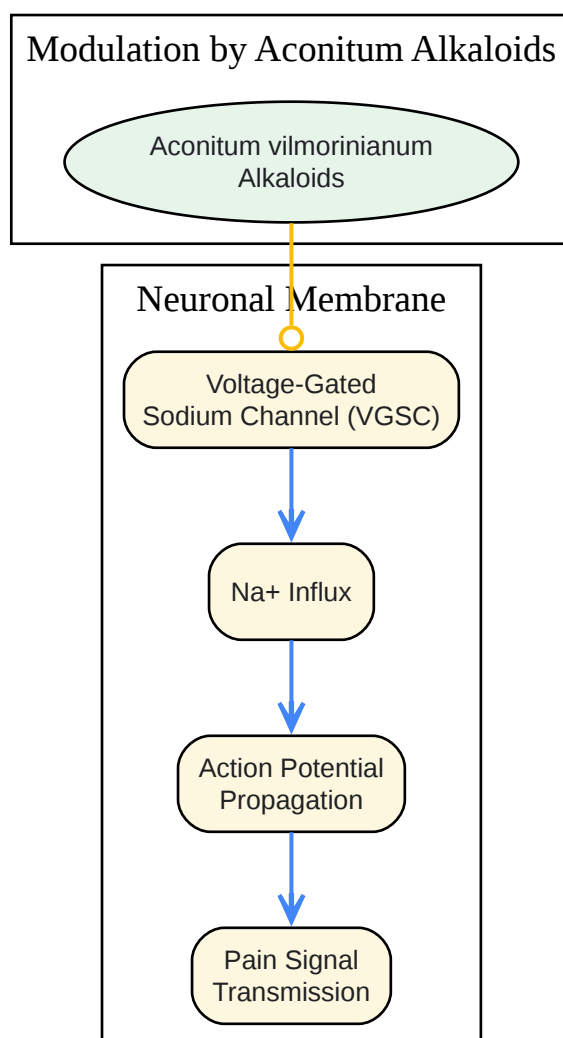 Modulation by Aconitum Alkaloids
Aconitum vilmorinianum
Alkaloids
Neuronal Membrane
Voltage-Gated
Sodium Channel (VGSC)
Na+ Influx
Action Potential
Propagation
Pain Signal
Transmission